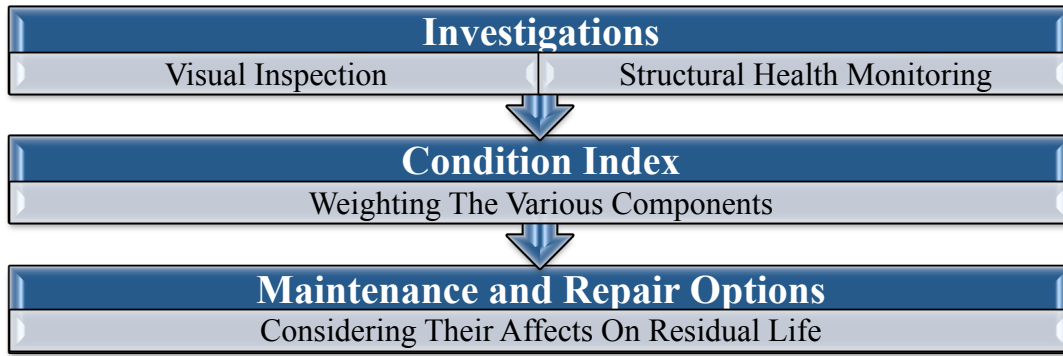 Investigations
Visual Inspection Structural Health Monitoring
Condition Index
Weighting The Various Components
Maintenance and Repair Options
Considering Their Affects On Residual Life